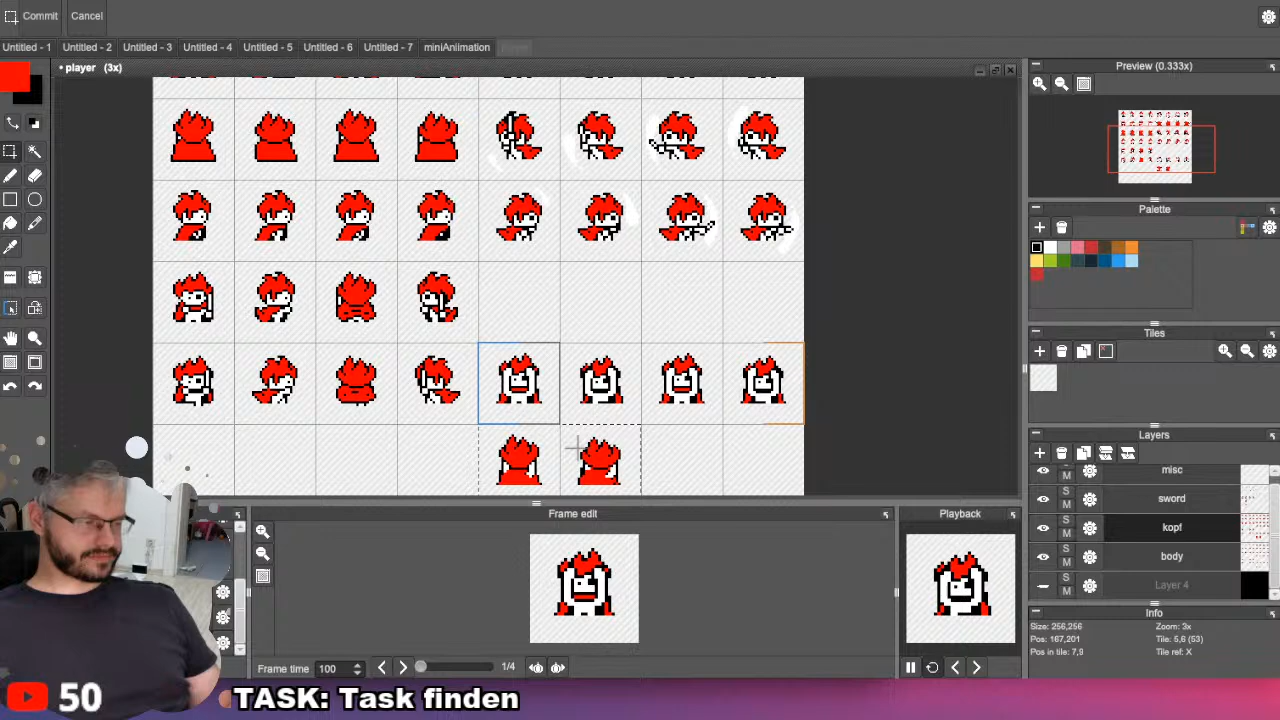 Commit Cancel
Untitled - 1 Untitled - 2 Untitled - 3 Untitled - 4 Untitled - 5 Untitled - 6 Untitled - 7 miniAniimation
• player (3x)
Preview (0.333x)
Palette
Tiles
Layers
misc
S
M
sword
S
M
kopf
S
M
body
S
M
Layer 4
S
M
Frame edit
Playback
Info
Size: 256,256
Pos: 167,201
Pos in tile: 7,9
Zoom: 3x
Tile: 5,6 (53)
Tile ref: X
Frame time 100
1/4
50
TASK: Task finden